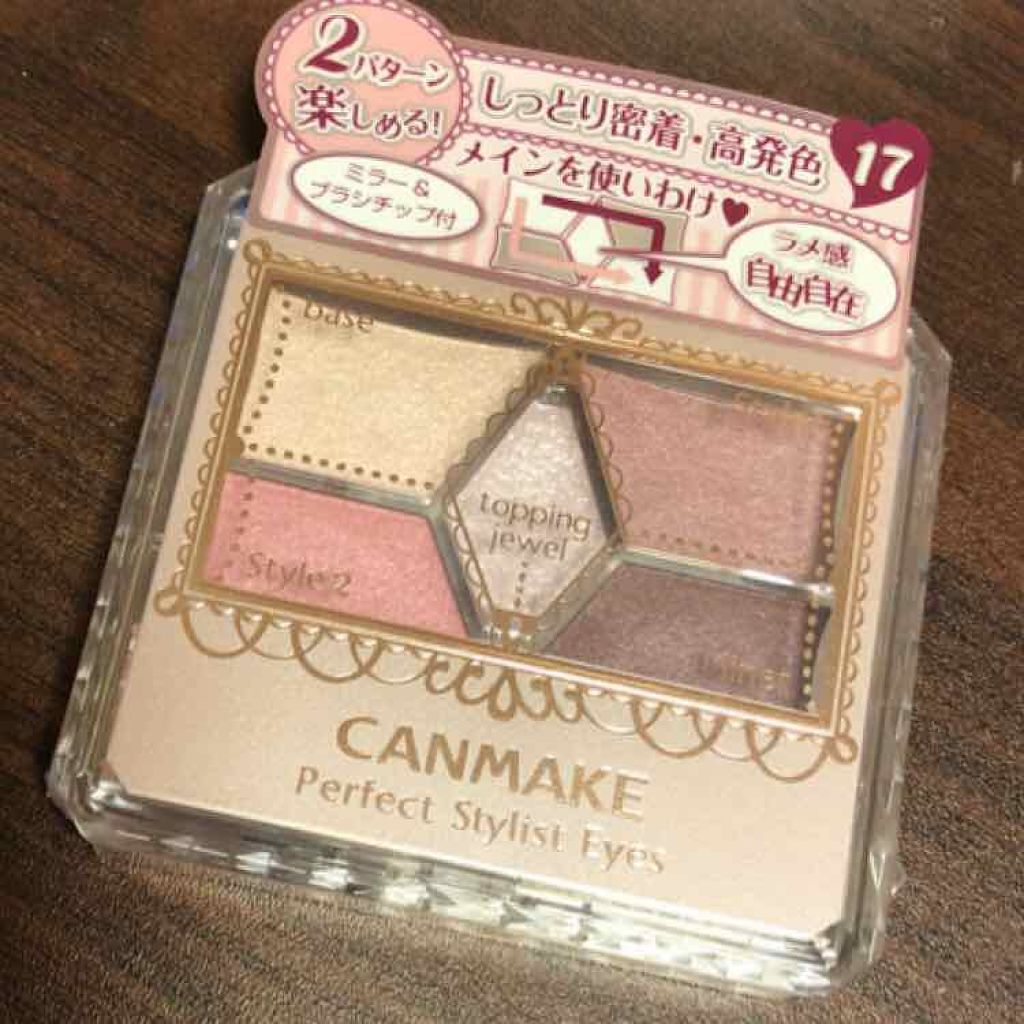 2パターン
楽しめる!
しっとり密着・高発色
17
メインを使いわけ♥
ミラー&
ブラシチップ付
ラメ感
自由自在
base
topping
jewel
Style 2
liner
CANMAKE
Perfect Stylist Eyes